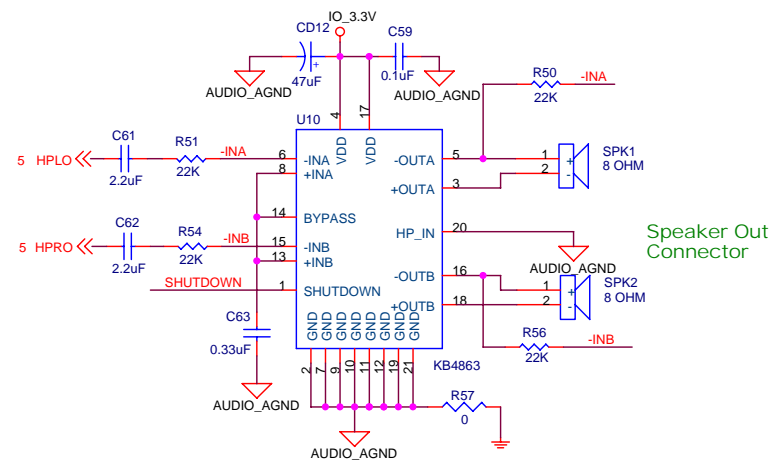 IO_3.3V
CD12
C59
47uF
0.1uF
AUDIO_AGND
AUDIO_AGND
R50
-INA
22K
U10
4
17
VDD
VDD
5 HPLO
C61
2.2uF
R51
22K
-INA
6
-INA
8
+INA
-OUTA
5
+OUTA
3
1
2
+
-
SPK1
8 OHM
14
BYPASS
HP_IN
20
AUDIO_AGND
Speaker Out
Connector
5 HPRO
C62
2.2uF
R54
22K
-INB
15
-INB
13
+INB
-OUTB
16
+OUTB
18
1
2
+
-
SPK2
8 OHM
SHUTDOWN
1
SHUTDOWN
C63
0.33uF
AUDIO_AGND
GND
GND
GND
GND
GND
GND
GND
GND
2
7
9
10
11
12
19
21
KB4863
R56
22K
-INB
R57
0
AUDIO_AGND